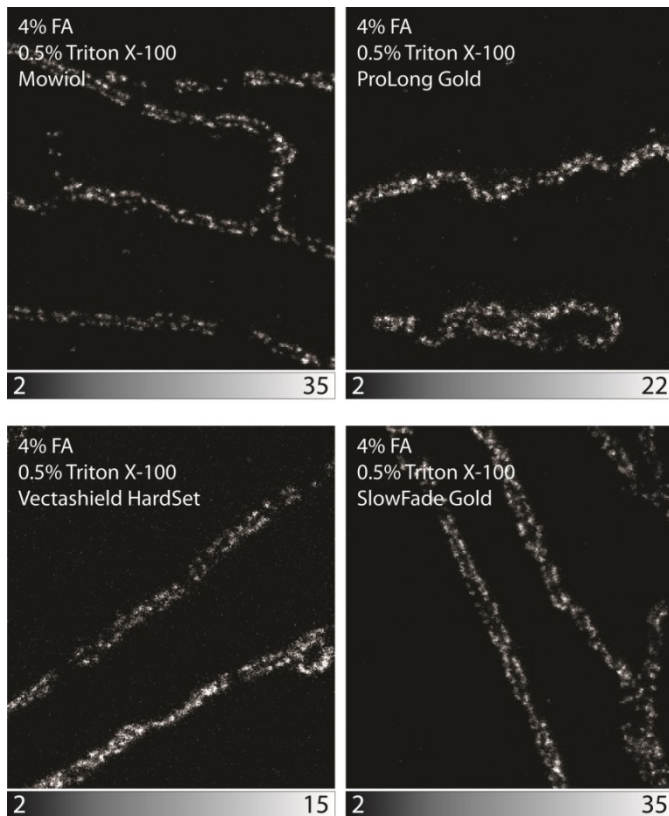 4% FA
0.5% Triton X-100
Mowiol
2 35
4% FA
0.5% Triton X-100
ProLong Gold
2 22
4% FA
0.5% Triton X-100
Vectashield HardSet
2 15
4% FA
0.5% Triton X-100
SlowFade Gold
2 35